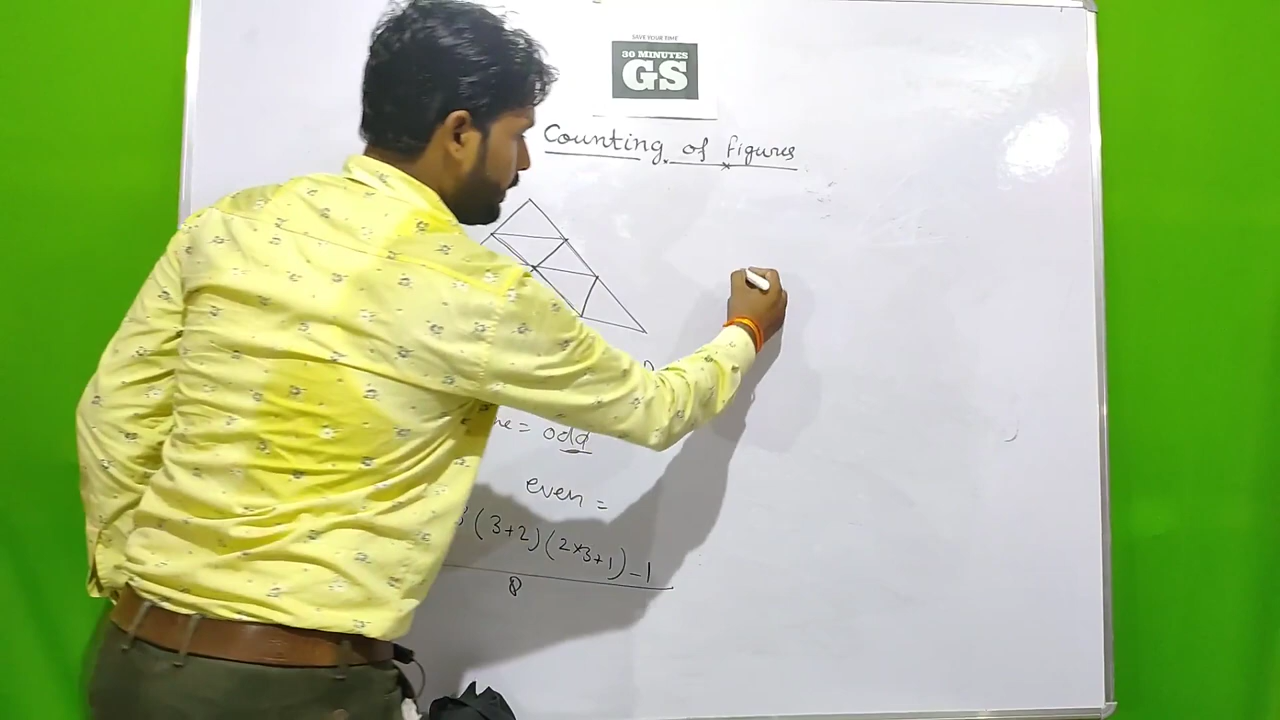 SAVE YOUR TIME
30 MINUTES
GS
Counting of figures
= odd
even =
(3+2)(2×3+1)-1
8